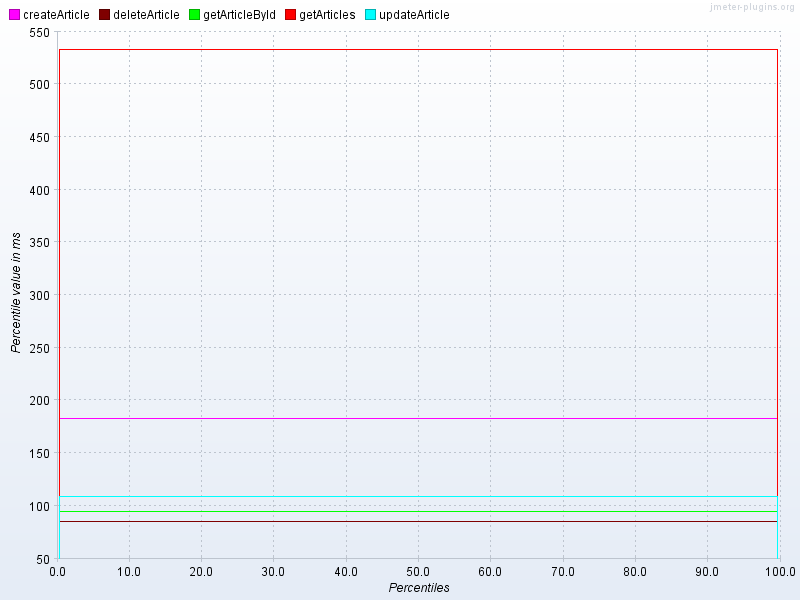 jmeter-plugins.org
createArticle deleteArticle getArticleById getArticles updateArticle
550
500
450
400
350
300
250
200
150
100
50
Percentile value in ms
0.0 10.0 20.0 30.0 40.0 50.0 60.0 70.0 80.0 90.0 100.0
Percentiles